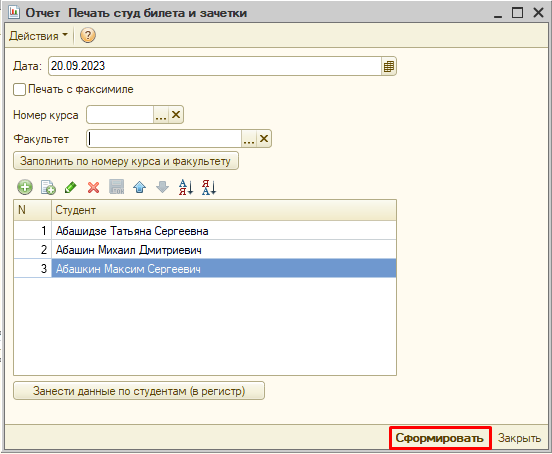 Отчет Печать студ билета и зачетки
Действия
Дата: 20.09.2023
Печать с факсимиле
Номер курса ...
Факультет ...
Заполнить по номеру курса и факультету
N Студент
1 Абашидзе Татьяна Сергеевна
2 Абашин Михаил Дмитриевич
3 Абашкин Максим Сергеевич
Занести данные по студентам (в регистр)
Сформировать Закрыть